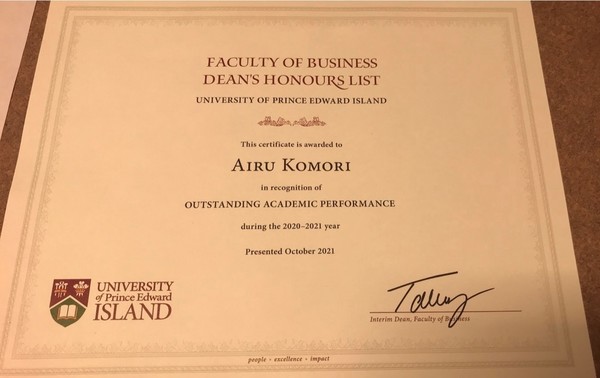 FACULTY OF BUSINESS
DEAN'S HONOURS LIST
UNIVERSITY OF PRINCE EDWARD ISLAND
This certificate is awarded to
AIRU KOMORI
in recognition of
OUTSTANDING ACADEMIC PERFORMANCE
during the 2020–2021 year
Presented October 2021
UNIVERSITY
of Prince Edward
ISLAND
Interim Dean, Faculty of Business
people • excellence • impact